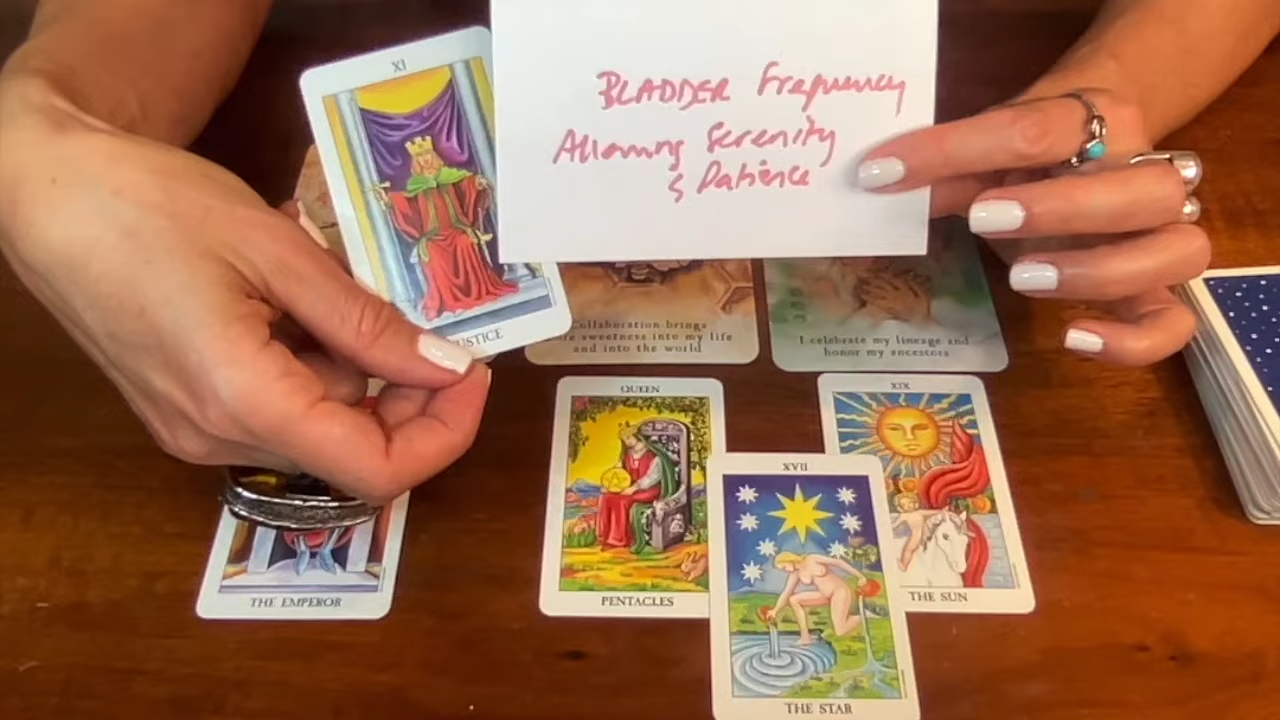 XI
JUSTICE
BLADDER Frequency
Allowing Serenity
& Patience
Collaboration brings
sweetness into my life
and into the world
I celebrate my lineage and
honor my ancestors
THE EMPEROR
QUEEN
PENTACLES
XVII
THE STAR
XIX
THE SUN